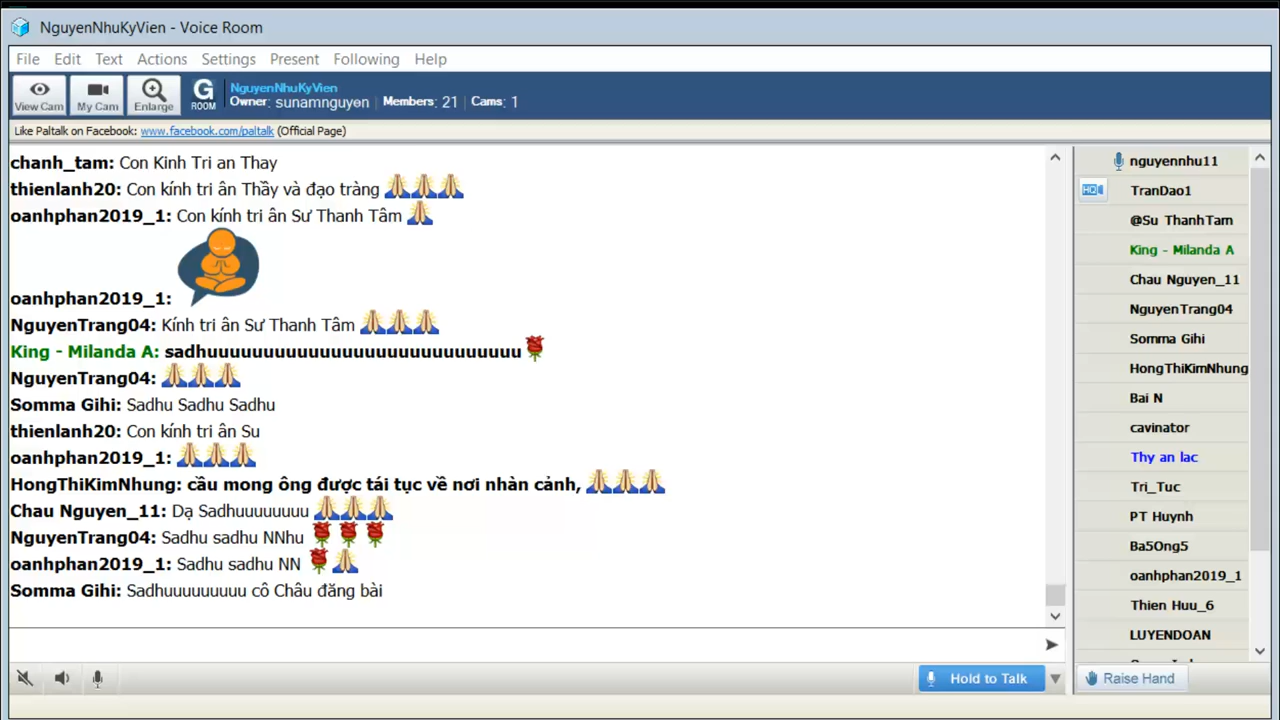 NguyenNhuKyVien - Voice Room
File Edit Text Actions Settings Present Following Help
View Cam My Cam Enlarge G ROOM
NguyenNhuKyVien
Owner: sunamnguyen | Members: 21 | Cams: 1
Like Paltalk on Facebook: www.facebook.com/paltalk (Official Page)
chanh_tam: Con Kinh Tri an Thay
thienlanh20: Con kính tri ân Thầy và đạo tràng
oanhphan2019_1: Con kính tri ân Sư Thanh Tâm
oanhphan2019_1:
NguyenTrang04: Kính tri ân Sư Thanh Tâm
King - Milanda A: sadhuuuuuuuuuuuuuuuuuuuuuuuuuuuu
NguyenTrang04:
Somma Gihi: Sadhu Sadhu Sadhu
thienlanh20: Con kính tri ân Su
oanhphan2019_1:
HongThiKimNhung: cầu mong ông được tái tục về nơi nhàn cảnh,
Chau Nguyen_11: Dạ Sadhuuuuuuuu
NguyenTrang04: Sadhu sadhu NNhu
oanhphan2019_1: Sadhu sadhu NN
Somma Gihi: Sadhuuuuuuuuu cô Châu đăng bài
Hold to Talk
nguyennhu11
HQ TranDao1
@Su ThanhTam
King - Milanda A
Chau Nguyen_11
NguyenTrang04
Somma Gihi
HongThiKimNhung
Bai N
cavinator
Thy an lac
Tri_Tuc
PT Huynh
Ba5Ong5
oanhphan2019_1
Thien Huu_6
LUYENDOAN
Raise Hand